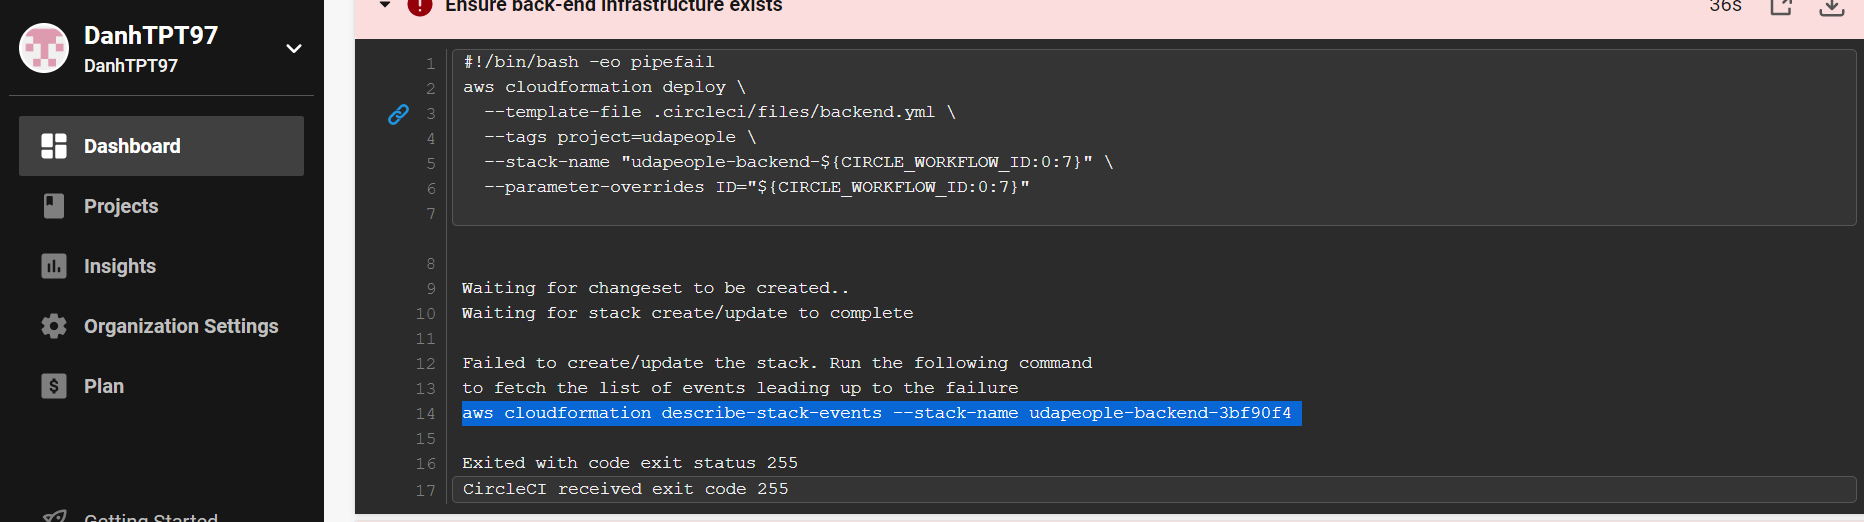 DanhTPT97
DanhTPT97
Dashboard
Projects
Insights
Organization Settings
Plan
Getting Started
Ensure back-end infrastructure exists
36s
1 #!/bin/bash -eo pipefail
2 aws cloudformation deploy \
3 --template-file .circleci/files/backend.yml \
4 --tags project=udapeople \
5 --stack-name "udapeople-backend-${CIRCLE_WORKFLOW_ID:0:7}" \
6 --parameter-overrides ID="${CIRCLE_WORKFLOW_ID:0:7}"
7
8
9 Waiting for changeset to be created..
10 Waiting for stack create/update to complete
11
12 Failed to create/update the stack. Run the following command
13 to fetch the list of events leading up to the failure
14 aws cloudformation describe-stack-events --stack-name udapeople-backend-3bf90f4
15
16 Exited with code exit status 255
17 CircleCI received exit code 255